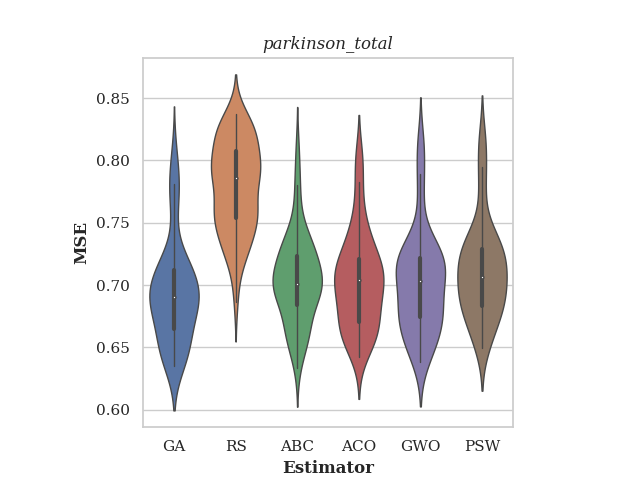 parkinson_total
MSE
0.85
0.80
0.75
0.70
0.65
0.60
GA RS ABC ACO GWO PSW
Estimator